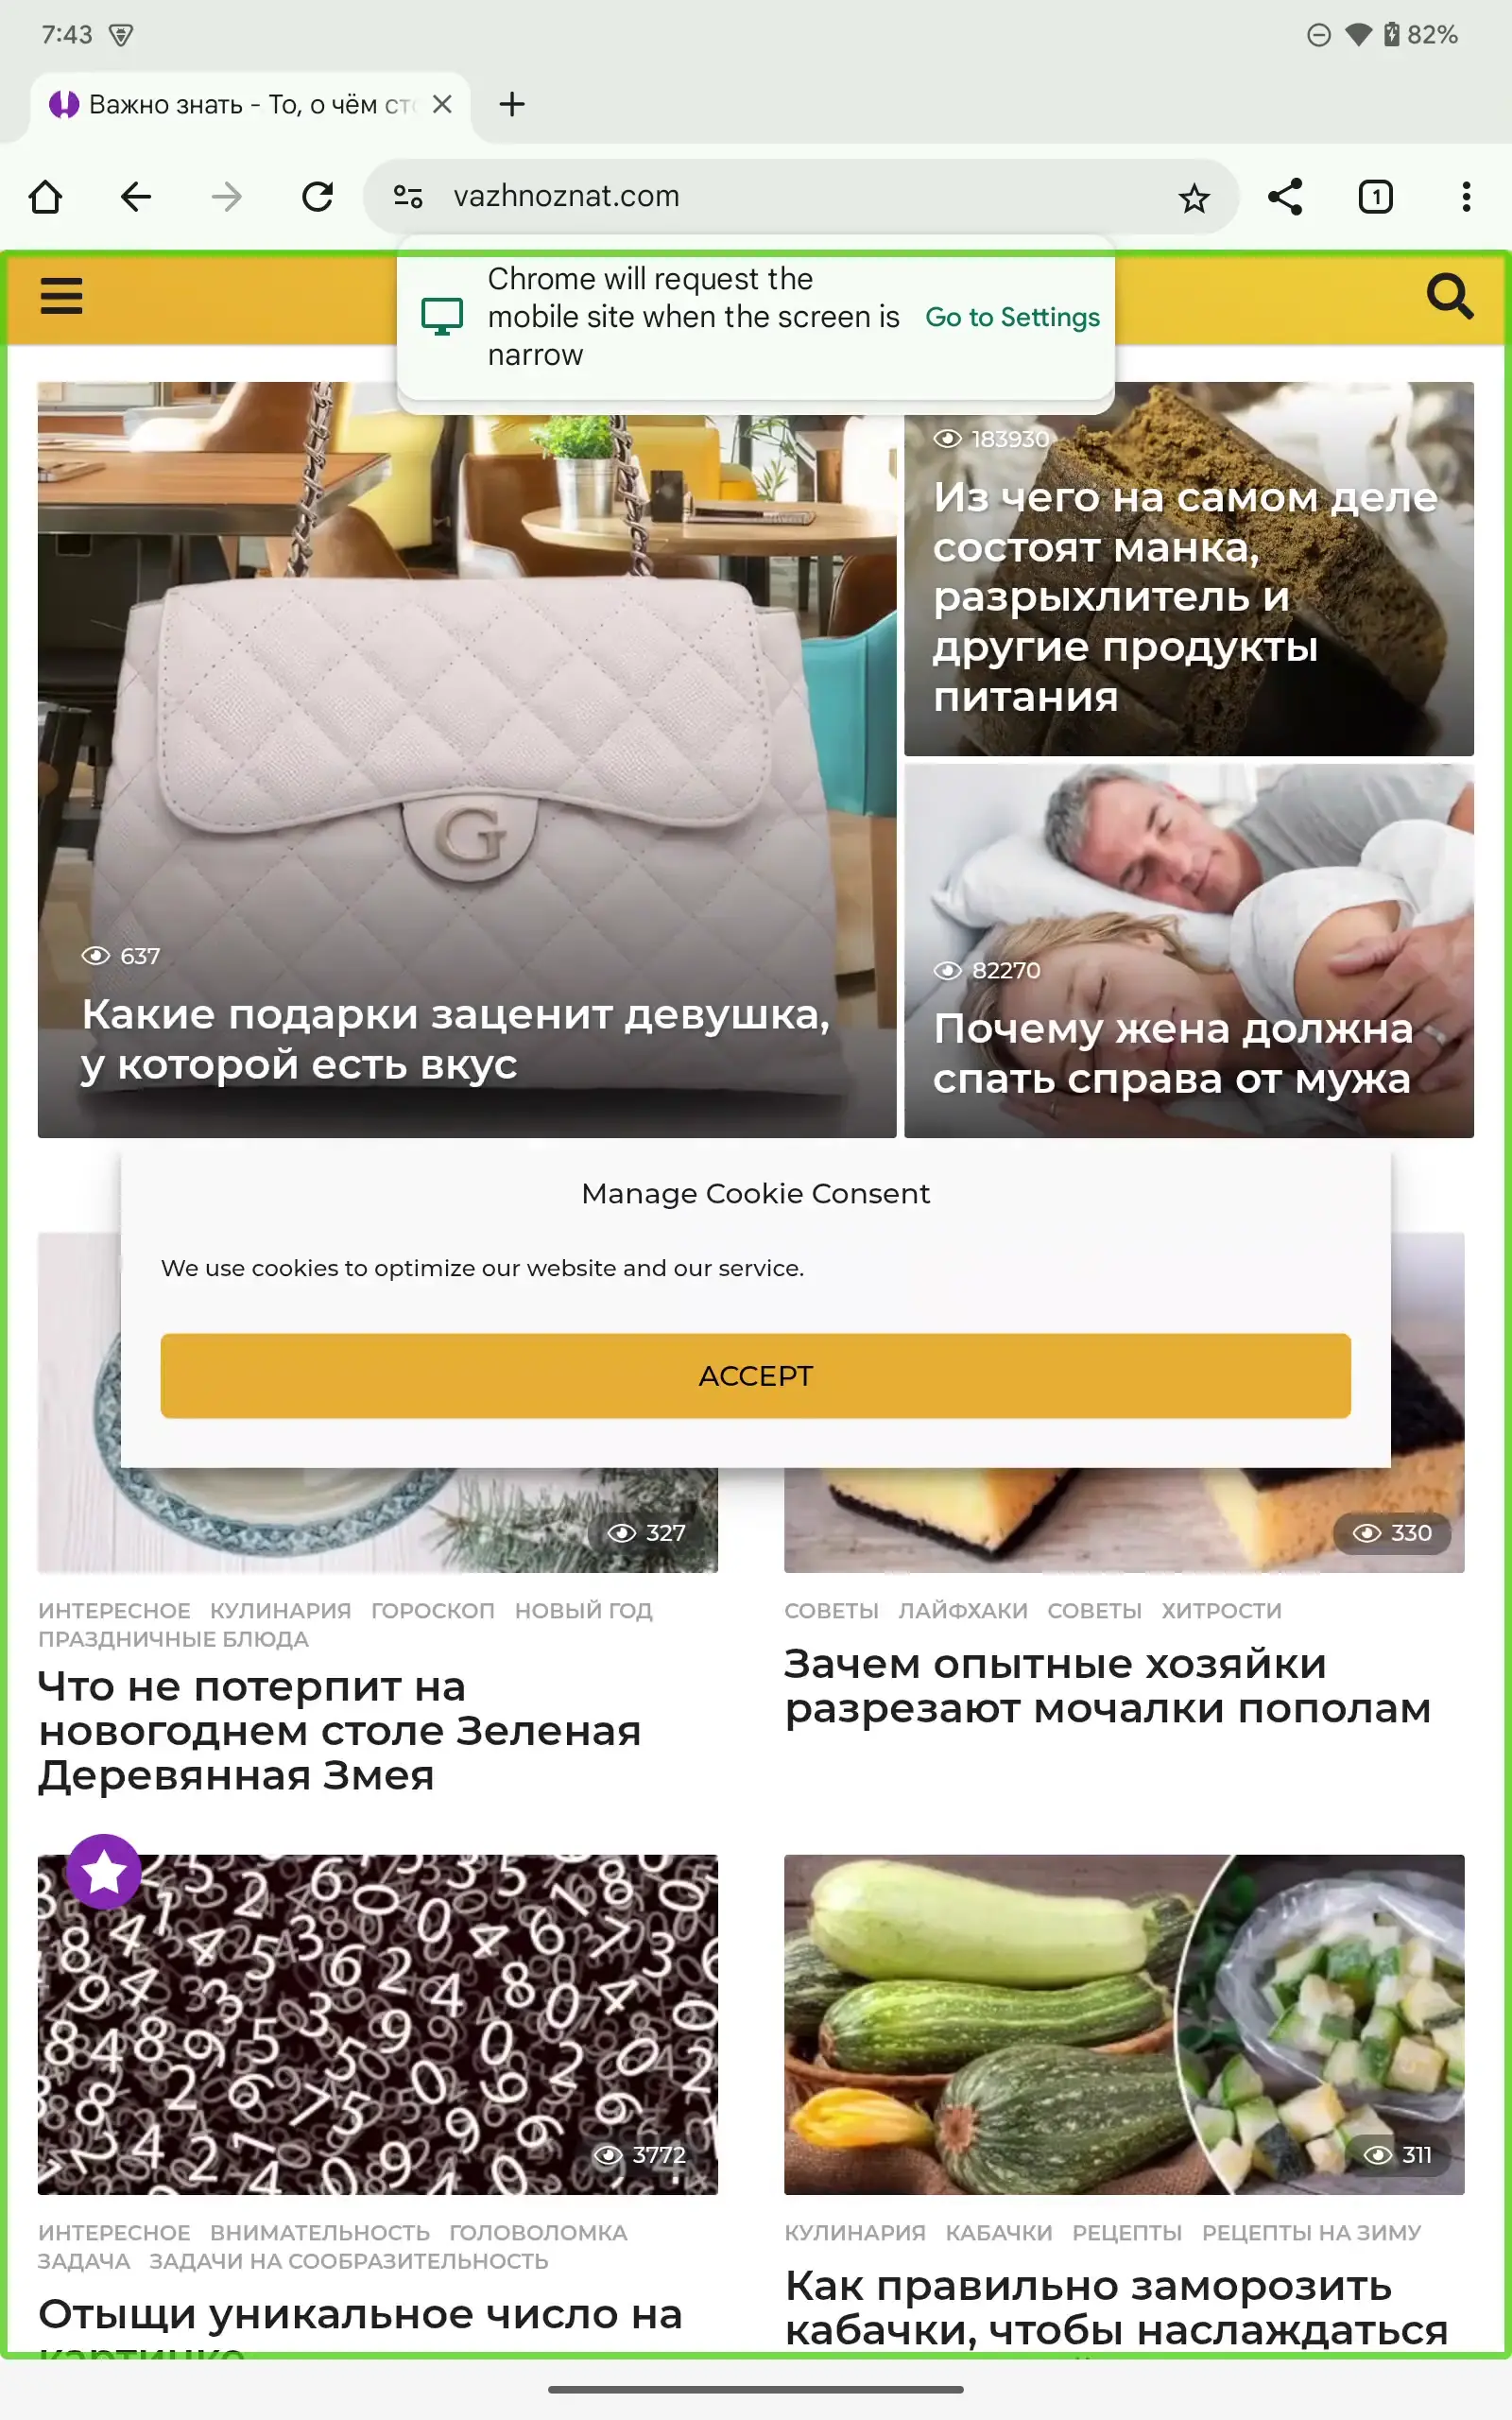 7:43
82%
Важно знать - То, о чём сто
vazhnoznat.com
1
Chrome will request the
mobile site when the screen is
narrow
Go to Settings
183930
Из чего на самом деле
состоят манка,
разрыхлитель и
другие продукты
питания
G
637
Какие подарки заценит девушка,
у которой есть вкус
82270
Почему жена должна
спать справа от мужа
Manage Cookie Consent
We use cookies to optimize our website and our service.
ACCEPT
327
330
ИНТЕРЕСНОЕ КУЛИНАРИЯ ГОРОСКОП НОВЫЙ ГОД
ПРАЗДНИЧНЫЕ БЛЮДА
Что не потерпит на
новогоднем столе Зеленая
Деревянная Змея
СОВЕТЫ ЛАЙФХАКИ СОВЕТЫ ХИТРОСТИ
Зачем опытные хозяйки
разрезают мочалки пополам
3772
311
ИНТЕРЕСНОЕ ВНИМАТЕЛЬНОСТЬ ГОЛОВОЛОМКА
ЗАДАЧА ЗАДАЧИ НА СООБРАЗИТЕЛЬНОСТЬ
Отыщи уникальное число на
картинке
КУЛИНАРИЯ КАБАЧКИ РЕЦЕПТЫ РЕЦЕПТЫ НА ЗИМУ
Как правильно заморозить
кабачки, чтобы наслаждаться